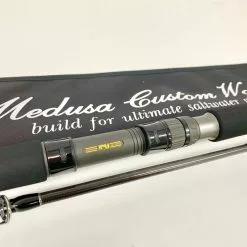 Medusa Custom W
build for ultimate saltwater